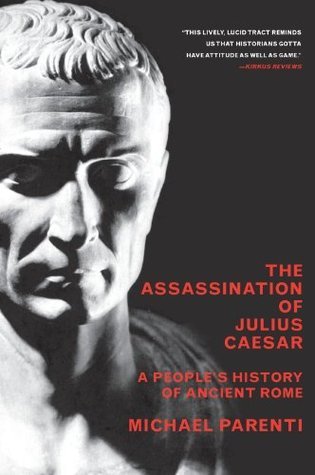 "THIS LIVELY, LUCID TRACT REMINDS
US THAT HISTORIANS GOTTA
HAVE ATTITUDE AS WELL AS GAME."
—KIRKUS REVIEWS
THE
ASSASSINATION
OF
JULIUS
CAESAR
A PEOPLE'S HISTORY
OF ANCIENT ROME
MICHAEL PARENTI